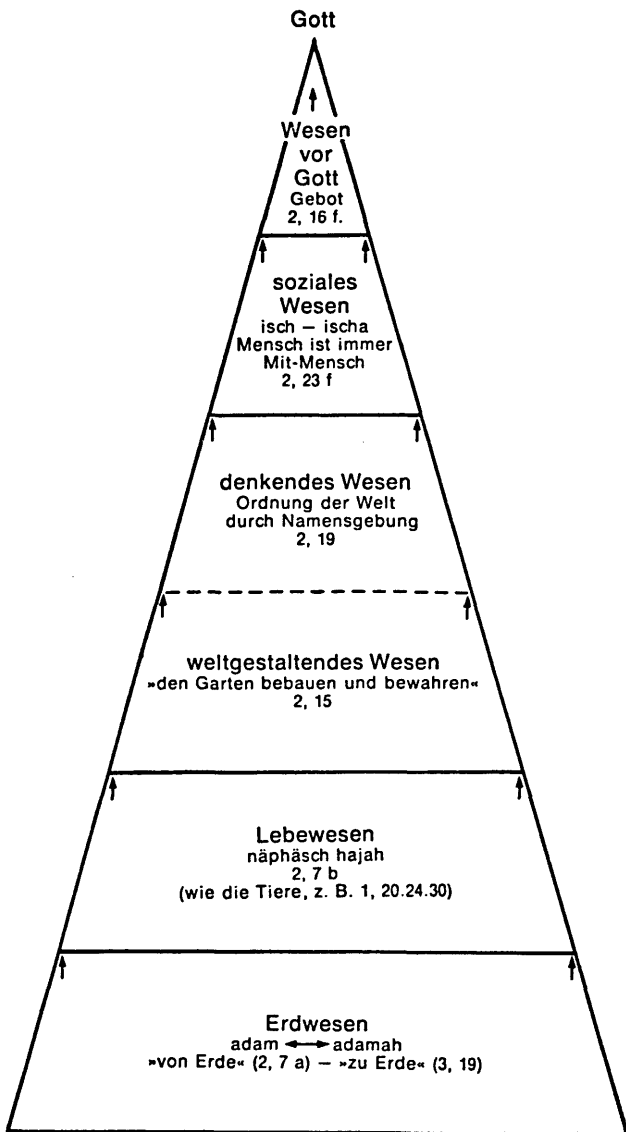 Gott
Wesen
vor
Gott
Gebot
2, 16 f.
soziales
Wesen
isch – ischa
Mensch ist immer
Mit-Mensch
2, 23 f
denkendes Wesen
Ordnung der Welt
durch Namensgebung
2, 19
weltgestaltendes Wesen
»den Garten bebauen und bewahren«
2, 15
Lebewesen
näphäsch hajah
2, 7 b
(wie die Tiere, z. B. 1, 20.24.30)
Erdwesen
adam ⟷ adamah
»von Erde« (2, 7 a) – »zu Erde« (3, 19)